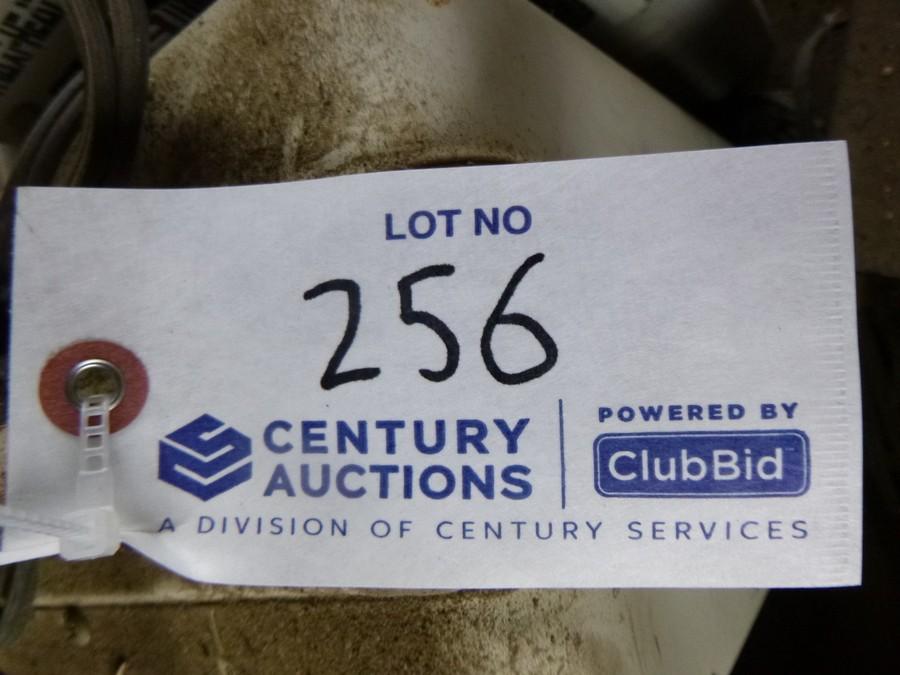 LOT NO
256
CENTURY
AUCTIONS
POWERED BY
ClubBid
A DIVISION OF CENTURY SERVICES